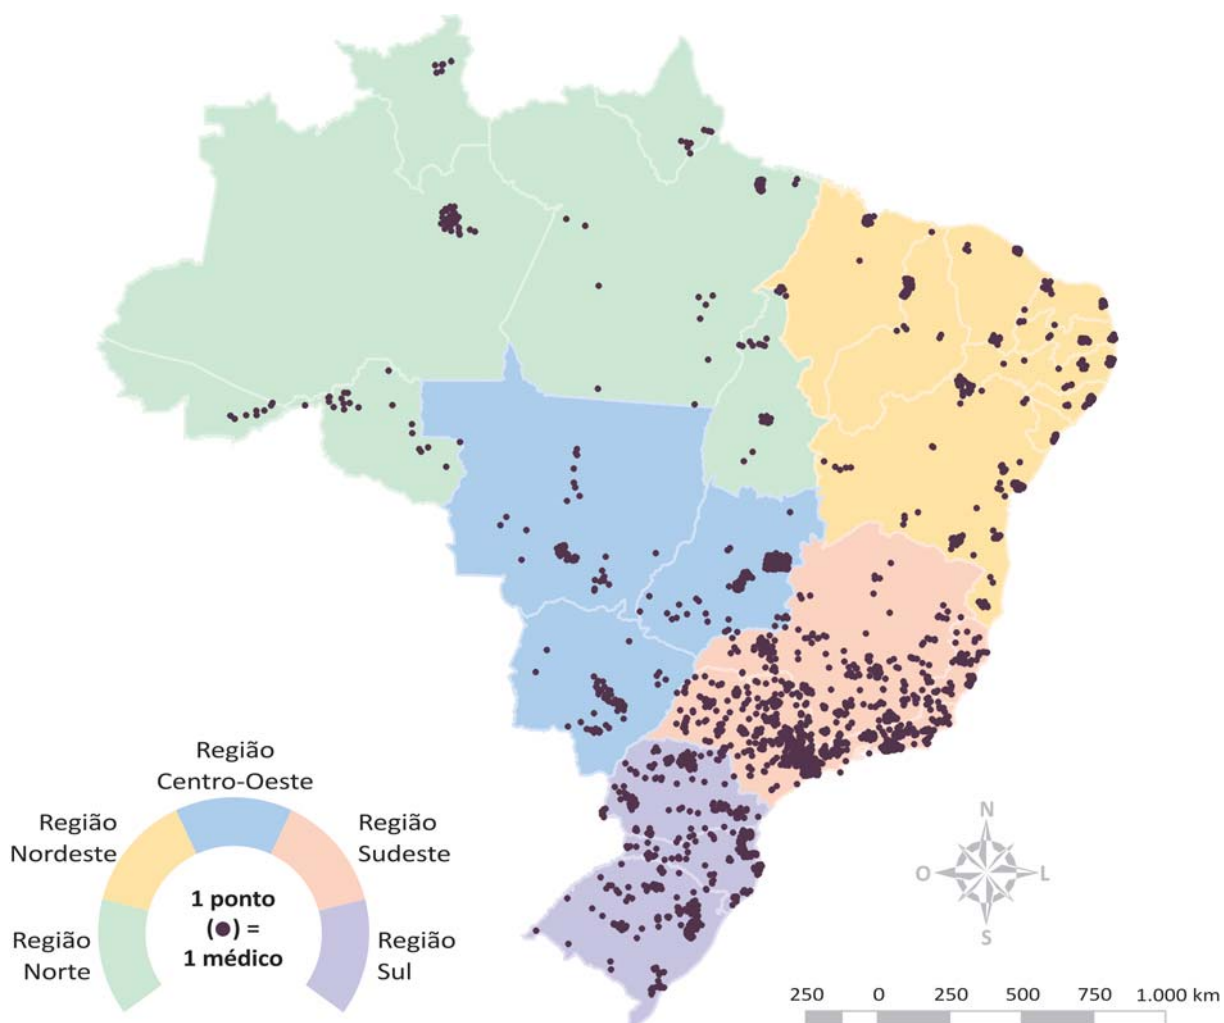 Região
Centro-Oeste
Região
Nordeste
Região
Sudeste
Região
Norte
Região
Sul
1 ponto
(●) =
1 médico
N
O
L
S
250 0 250 500 750 1.000 km